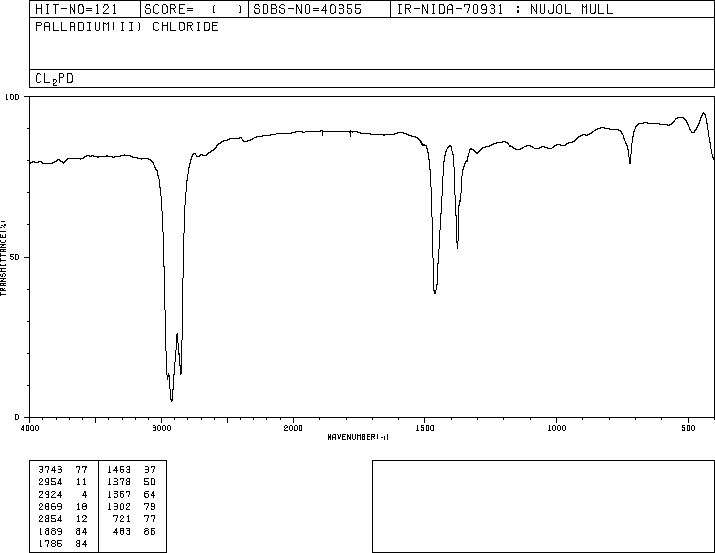 HIT-NO=121 SCORE= ( ) SDBS-NO=40355 IR-NIDA-70931 : NUJOL MULL
PALLADIUM(II) CHLORIDE
CL2PD
100
50
0
TRANSMITTANCE(%)
4000 3000 2000 1500 1000 500
WAVENUMBER(-1)
3743 77 1463 37
2954 11 1378 50
2924 4 1367 64
2869 18 1302 79
2854 12 721 77
1889 84 483 86
1785 84